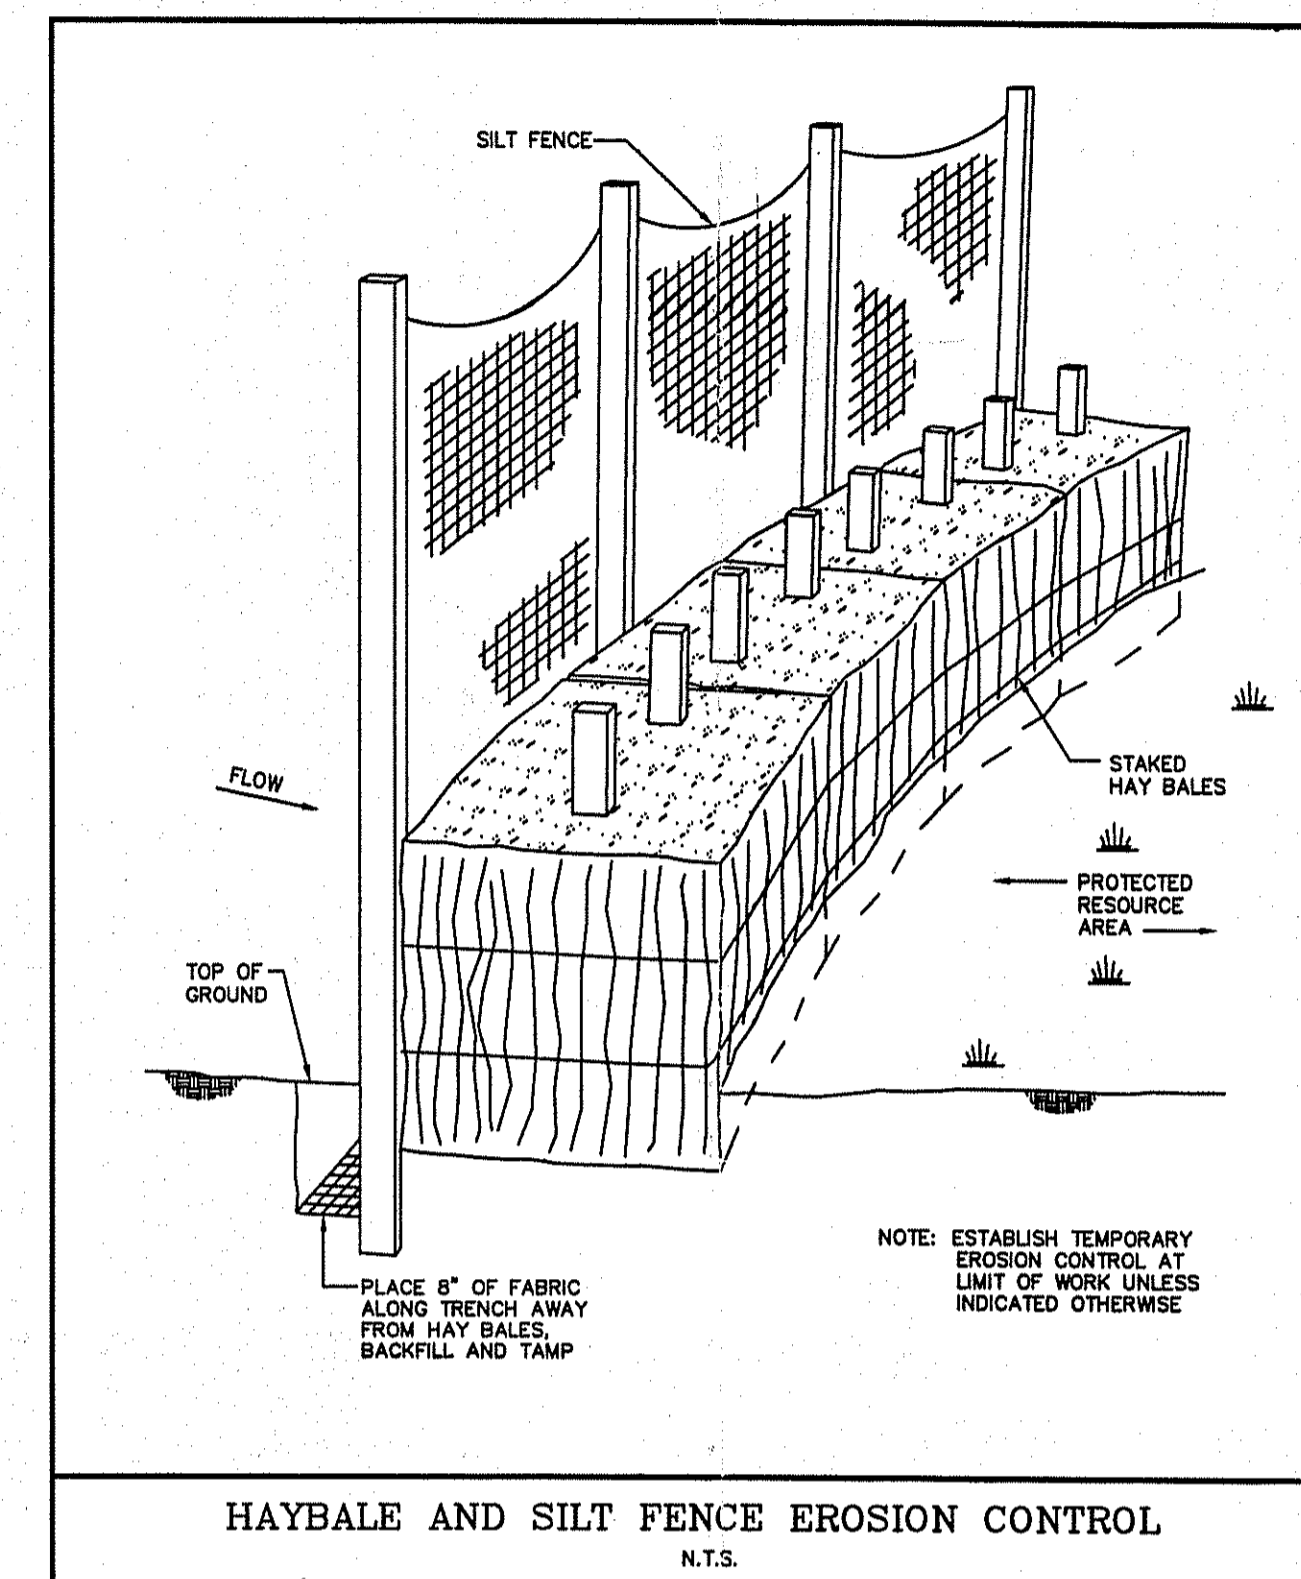 SILT FENCE
FLOW
STAKED
HAY BALES
PROTECTED
RESOURCE
AREA
TOP OF
GROUND
NOTE: ESTABLISH TEMPORARY
EROSION CONTROL AT
LIMIT OF WORK UNLESS
INDICATED OTHERWISE
PLACE 8" OF FABRIC
ALONG TRENCH AWAY
FROM HAY BALES,
BACKFILL AND TAMP
HAYBALE AND SILT FENCE EROSION CONTROL
N.T.S.